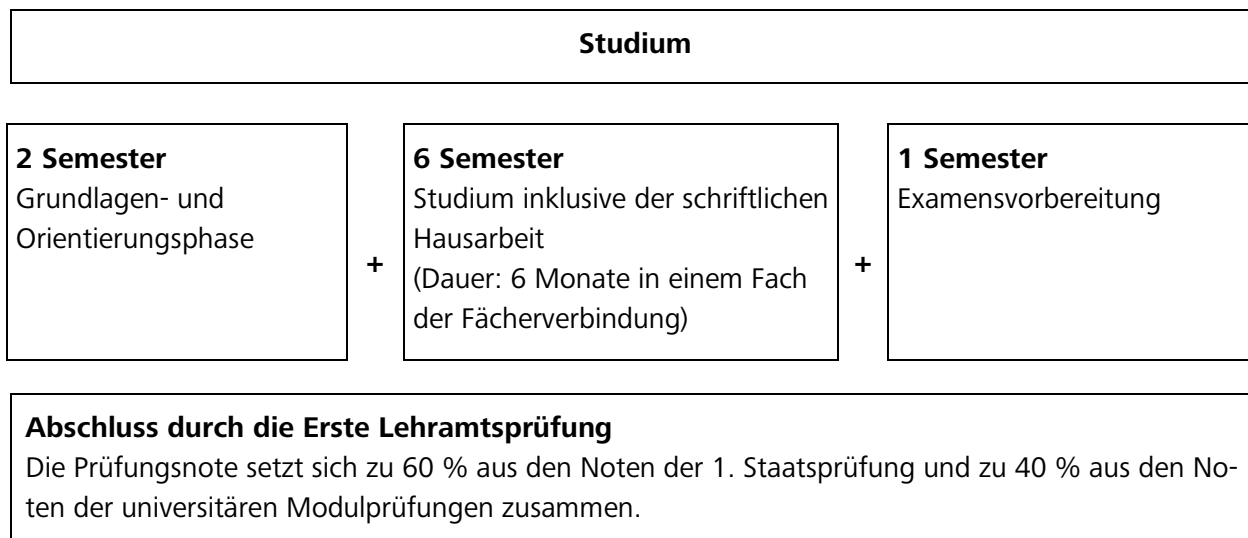 Studium
2 Semester
Grundlagen- und
Orientierungsphase
+
6 Semester
Studium inklusive der schriftlichen
Hausarbeit
(Dauer: 6 Monate in einem Fach
der Fächerverbindung)
+
1 Semester
Examensvorbereitung
Abschluss durch die Erste Lehramtsprüfung
Die Prüfungsnote setzt sich zu 60 % aus den Noten der 1. Staatsprüfung und zu 40 % aus den No-
ten der universitären Modulprüfungen zusammen.